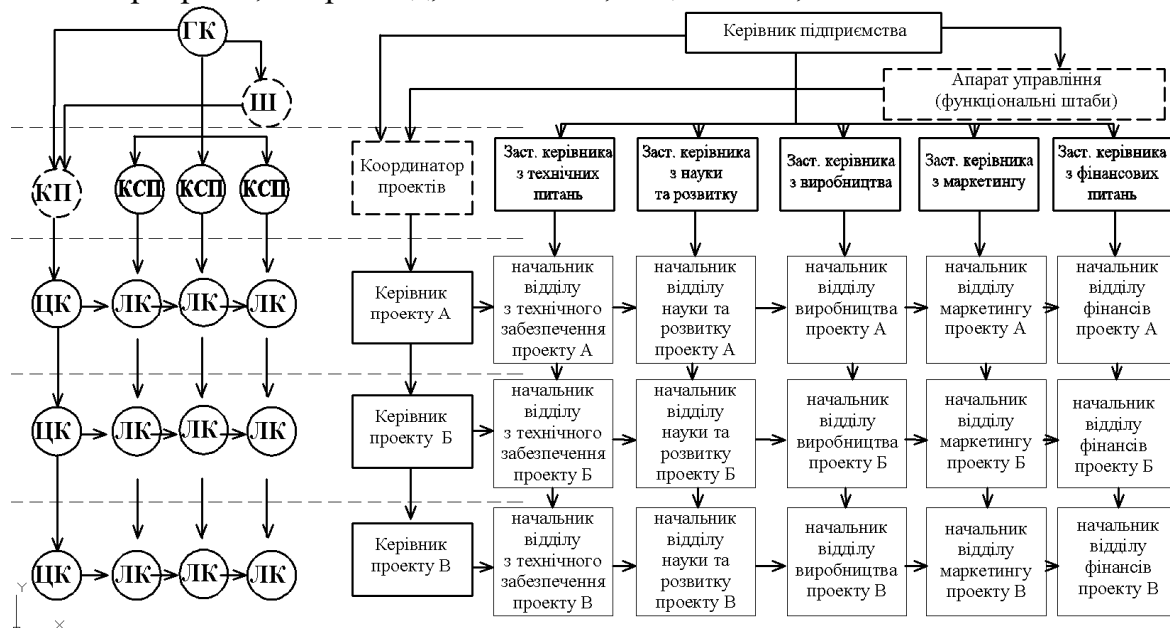 ГК
Ш
КП
КСП
КСП
КСП
ЦК
ЛК
ЛК
ЛК
ЦК
ЛК
ЛК
ЛК
ЦК
ЛК
ЛК
ЛК
Y
X
Керівник підприємства
Апарат управління
(функціональні штаби)
Координатор
проектів
Заст. керівника
з технічних
питань
Заст. керівника
з науки
та розвитку
Заст. керівника
з виробництва
Заст. керівника
з маркетингу
Заст. керівника
з фінансових
питань
Керівник
проекту А
начальник
відділу
з технічного
забезпечення
проекту А
начальник
відділу
науки та
розвитку
проекту А
начальник
відділу
виробництва
проекту А
начальник
відділу
маркетингу
проекту А
начальник
відділу
фінансів
проекту А
Керівник
проекту Б
начальник
відділу
з технічного
забезпечення
проекту Б
начальник
відділу
науки та
розвитку
проекту Б
начальник
відділу
виробництва
проекту Б
начальник
відділу
маркетингу
проекту Б
начальник
відділу
фінансів
проекту Б
Керівник
проекту В
начальник
відділу
з технічного
забезпечення
проекту В
начальник
відділу
науки та
розвитку
проекту В
начальник
відділу
виробництва
проекту В
начальник
відділу
маркетингу
проекту В
начальник
відділу
фінансів
проекту В